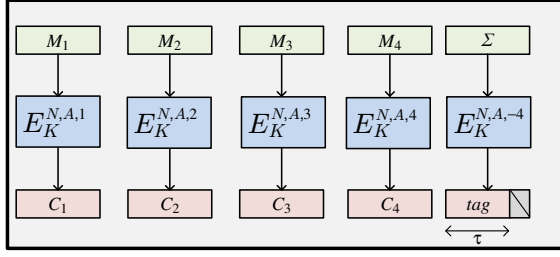 M₁ M₂ M₃ M₄ Σ
E_K^{N,A,1} E_K^{N,A,2} E_K^{N,A,3} E_K^{N,A,4} E_K^{N,A,−4}
C₁ C₂ C₃ C₄ tag
τ